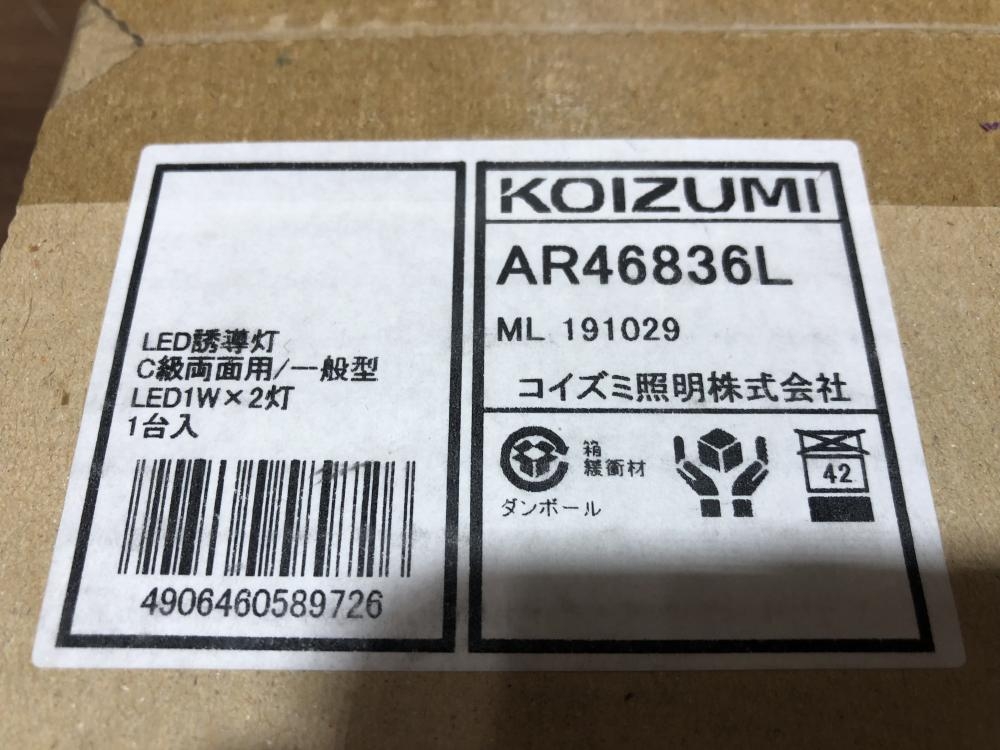 LED誘導灯
C級両面用/一般型
LED1W×2灯
1台入
4906460589726
KOIZUMI
AR46836L
ML 191029
コイズミ照明株式会社
箱
緩衝材
ダンボール
42